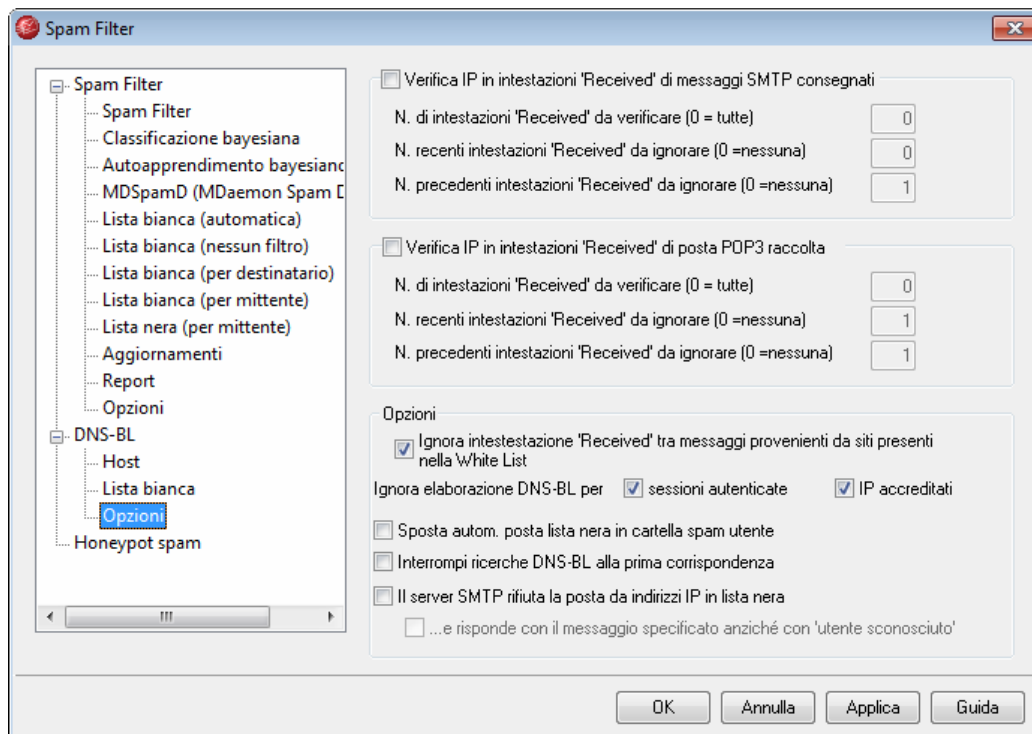 Spam Filter
Spam Filter
Spam Filter
Classificazione bayesiana
Autoapprendimento bayesiano
MDSpamD (MDaemon Spam D
Lista bianca (automatica)
Lista bianca (nessun filtro)
Lista bianca (per destinatario)
Lista bianca (per mittente)
Lista nera (per mittente)
Aggiornamenti
Report
Opzioni
DNS-BL
Host
Lista bianca
Opzioni
Honeypot spam
Verifica IP in intestazioni 'Received' di messaggi SMTP consegnati
N. di intestazioni 'Received' da verificare (0 = tutte) 0
N. recenti intestazioni 'Received' da ignorare (0 =nessuna) 0
N. precedenti intestazioni 'Received' da ignorare (0 =nessuna) 1
Verifica IP in intestazioni 'Received' di posta POP3 raccolta
N. di intestazioni 'Received' da verificare (0 = tutte) 0
N. recenti intestazioni 'Received' da ignorare (0 =nessuna) 1
N. precedenti intestazioni 'Received' da ignorare (0 =nessuna) 1
Opzioni
Ignora intestestazione 'Received' tra messaggi provenienti da siti presenti
nella White List
Ignora elaborazione DNS-BL per sessioni autenticate IP accreditati
Sposta autom. posta lista nera in cartella spam utente
Interrompi ricerche DNS-BL alla prima corrispondenza
Il server SMTP rifiuta la posta da indirizzi IP in lista nera
...e risponde con il messaggio specificato anziché con 'utente sconosciuto'
OK Annulla Applica Guida